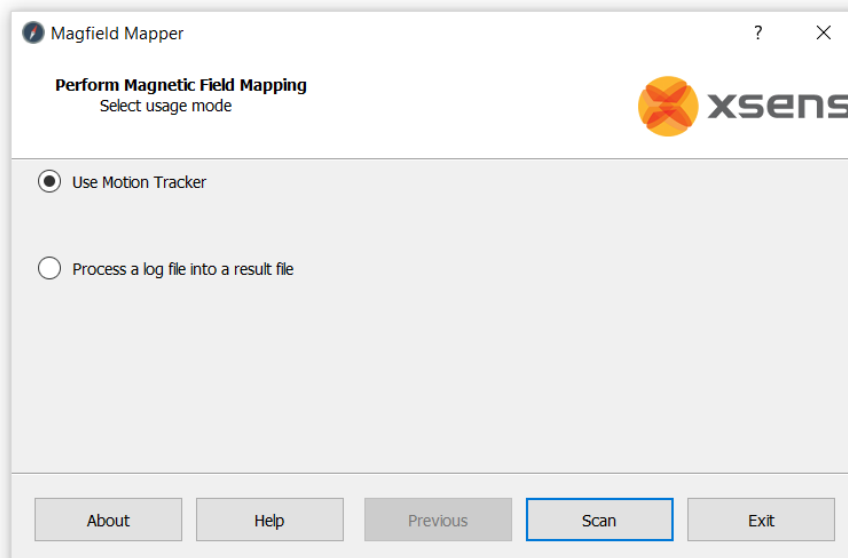 Magfield Mapper
Perform Magnetic Field Mapping
Select usage mode
xsens
Use Motion Tracker
Process a log file into a result file
About Help Previous Scan Exit